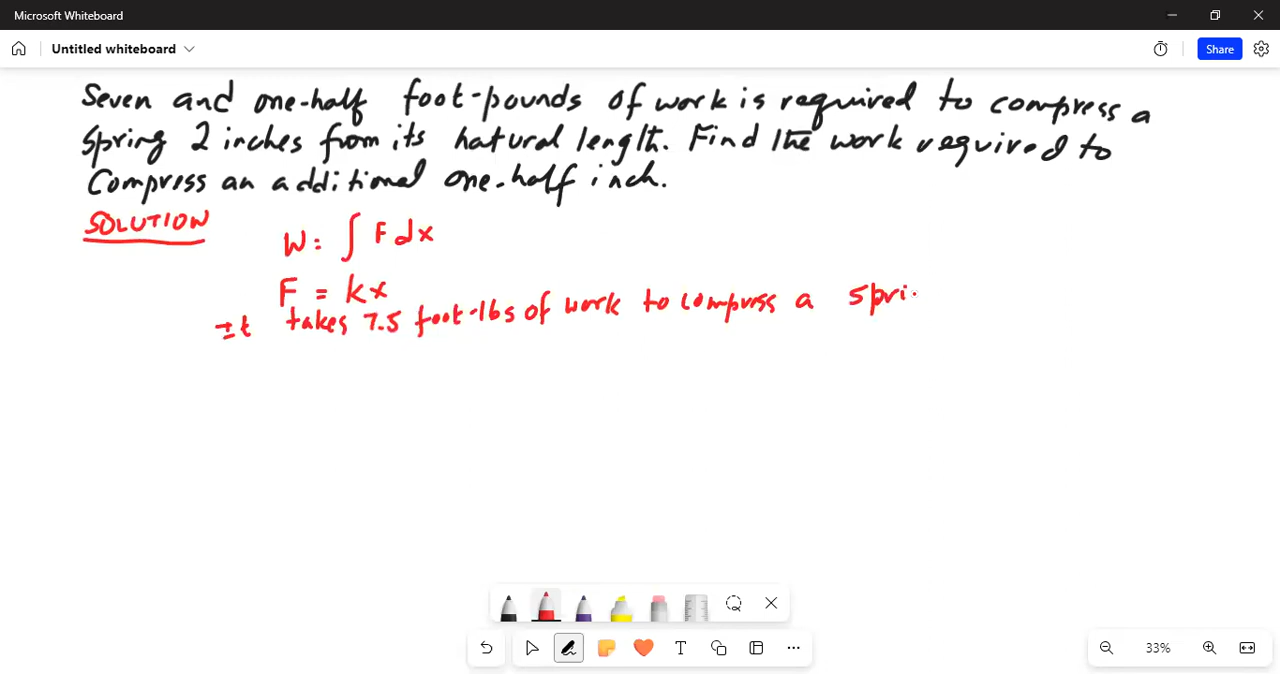 Microsoft Whiteboard
Untitled whiteboard
Share
Seven and one-half foot-pounds of work is required to compress a
spring 2 inches from its natural length. Find the work required to
Compress an additional one-half inch.
SOLUTION
W = ∫ F dx
F = kx
It takes 7.5 foot-lbs of work to compress a spri
33%